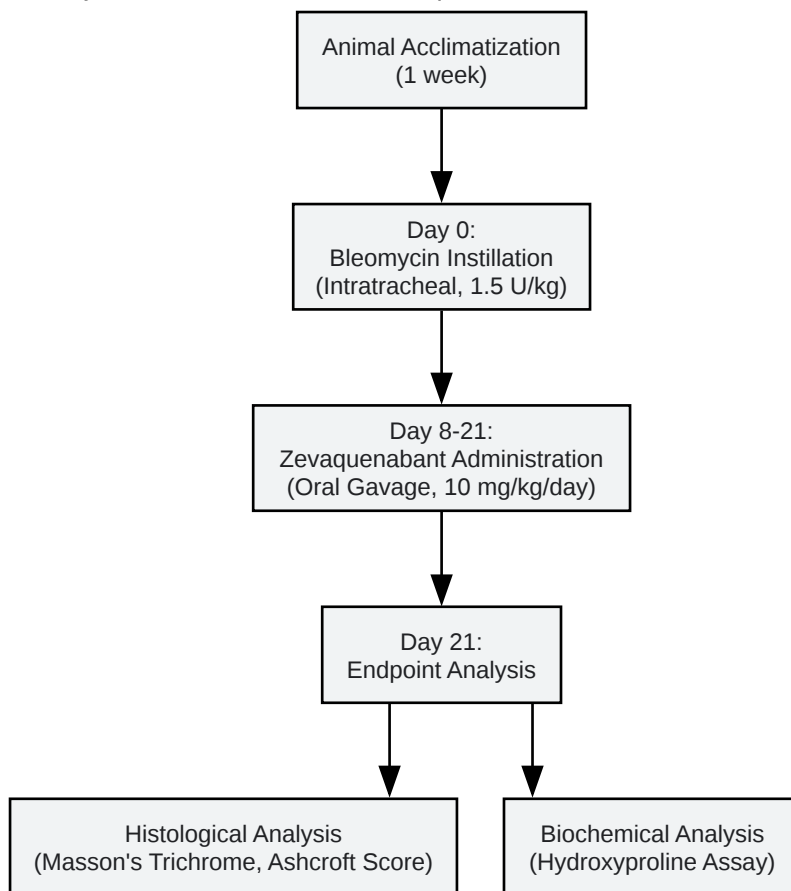 Animal Acclimatization
(1 week)
Day 0:
Bleomycin Instillation
(Intratracheal, 1.5 U/kg)
Day 8-21:
Zevaquenabant Administration
(Oral Gavage, 10 mg/kg/day)
Day 21:
Endpoint Analysis
Histological Analysis
(Masson's Trichrome, Ashcroft Score)
Biochemical Analysis
(Hydroxyproline Assay)